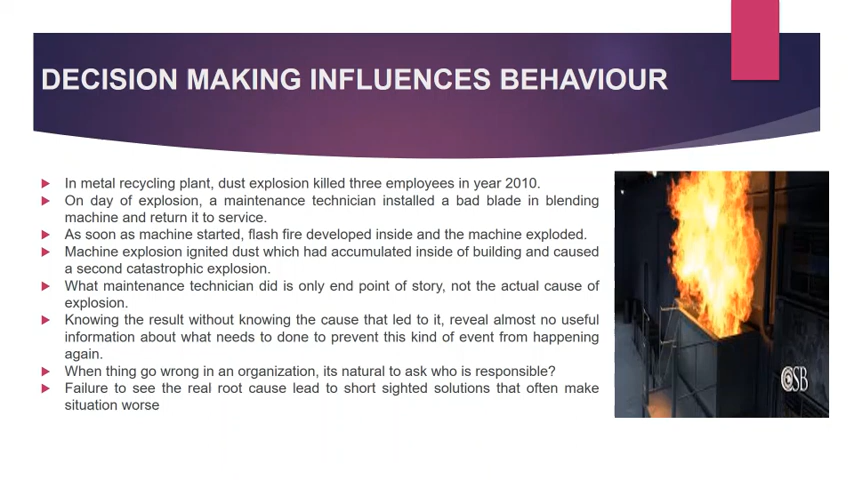 DECISION MAKING INFLUENCES BEHAVIOUR
In metal recycling plant, dust explosion killed three employees in year 2010.
On day of explosion, a maintenance technician installed a bad blade in blending
machine and return it to service.
As soon as machine started, flash fire developed inside and the machine exploded.
Machine explosion ignited dust which had accumulated inside of building and caused
a second catastrophic explosion.
What maintenance technician did is only end point of story, not the actual cause of
explosion.
Knowing the result without knowing the cause that led to it, reveal almost no useful
information about what needs to done to prevent this kind of event from happening
again.
When thing go wrong in an organization, its natural to ask who is responsible?
Failure to see the real root cause lead to short sighted solutions that often make
situation worse
CSB